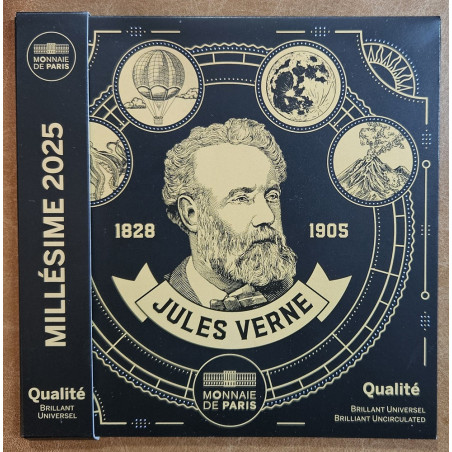 MONNAIE
DE PARIS
MILLÉSIME 2025
Qualité
BRILLANT
UNIVERSEL
1828
1905
JULES VERNE
MONNAIE
DE PARIS
Qualité
BRILLANT UNIVERSEL
BRILLIANT UNCIRCULATED